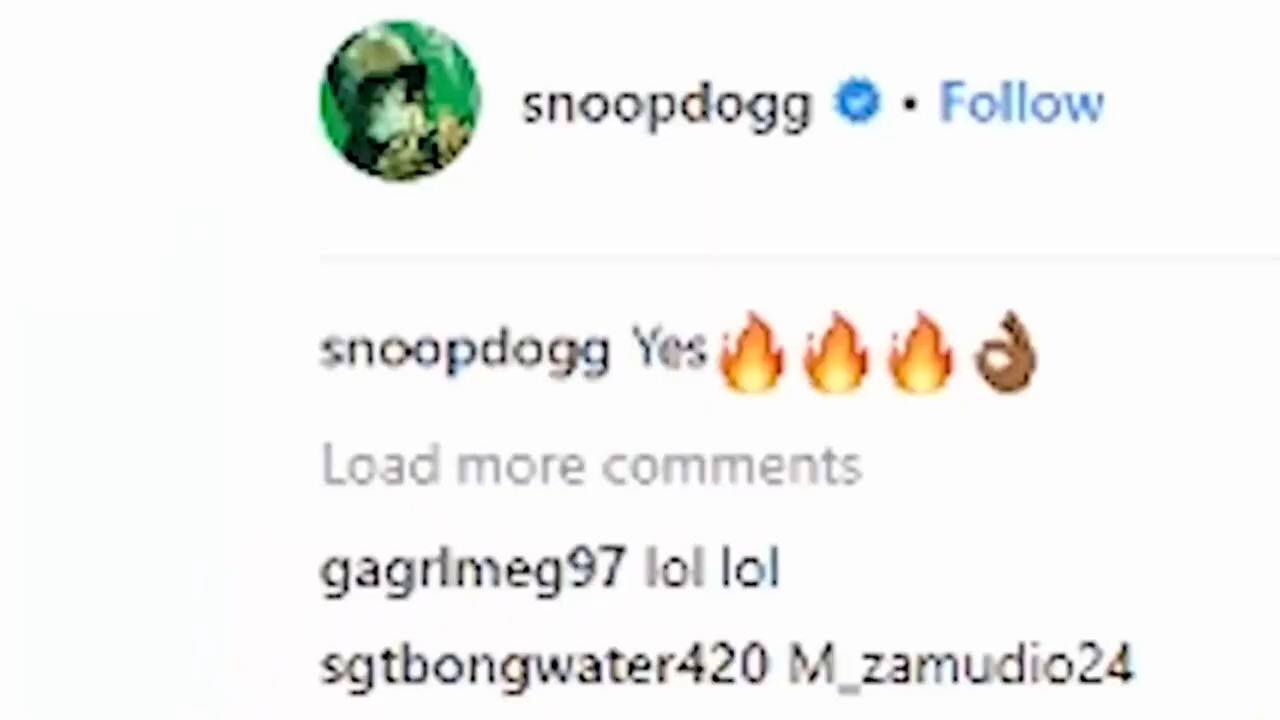 snoopdogg • Follow
snoopdogg Yes🔥🔥🔥👌🏾
Load more comments
gagrlmeg97 lol lol
sgtbongwater420 M_zamudio24